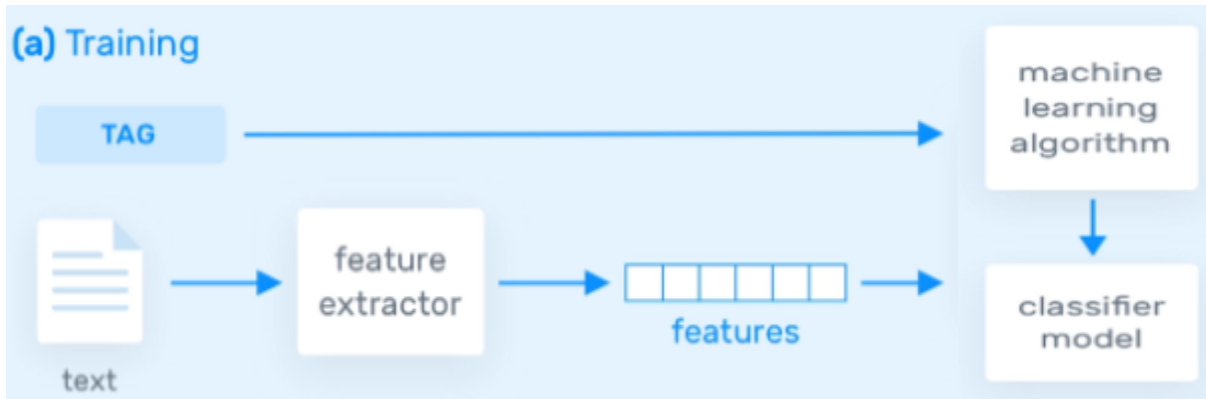 (a) Training
TAG
machine
learning
algorithm
feature
extractor
features
classifier
model
text